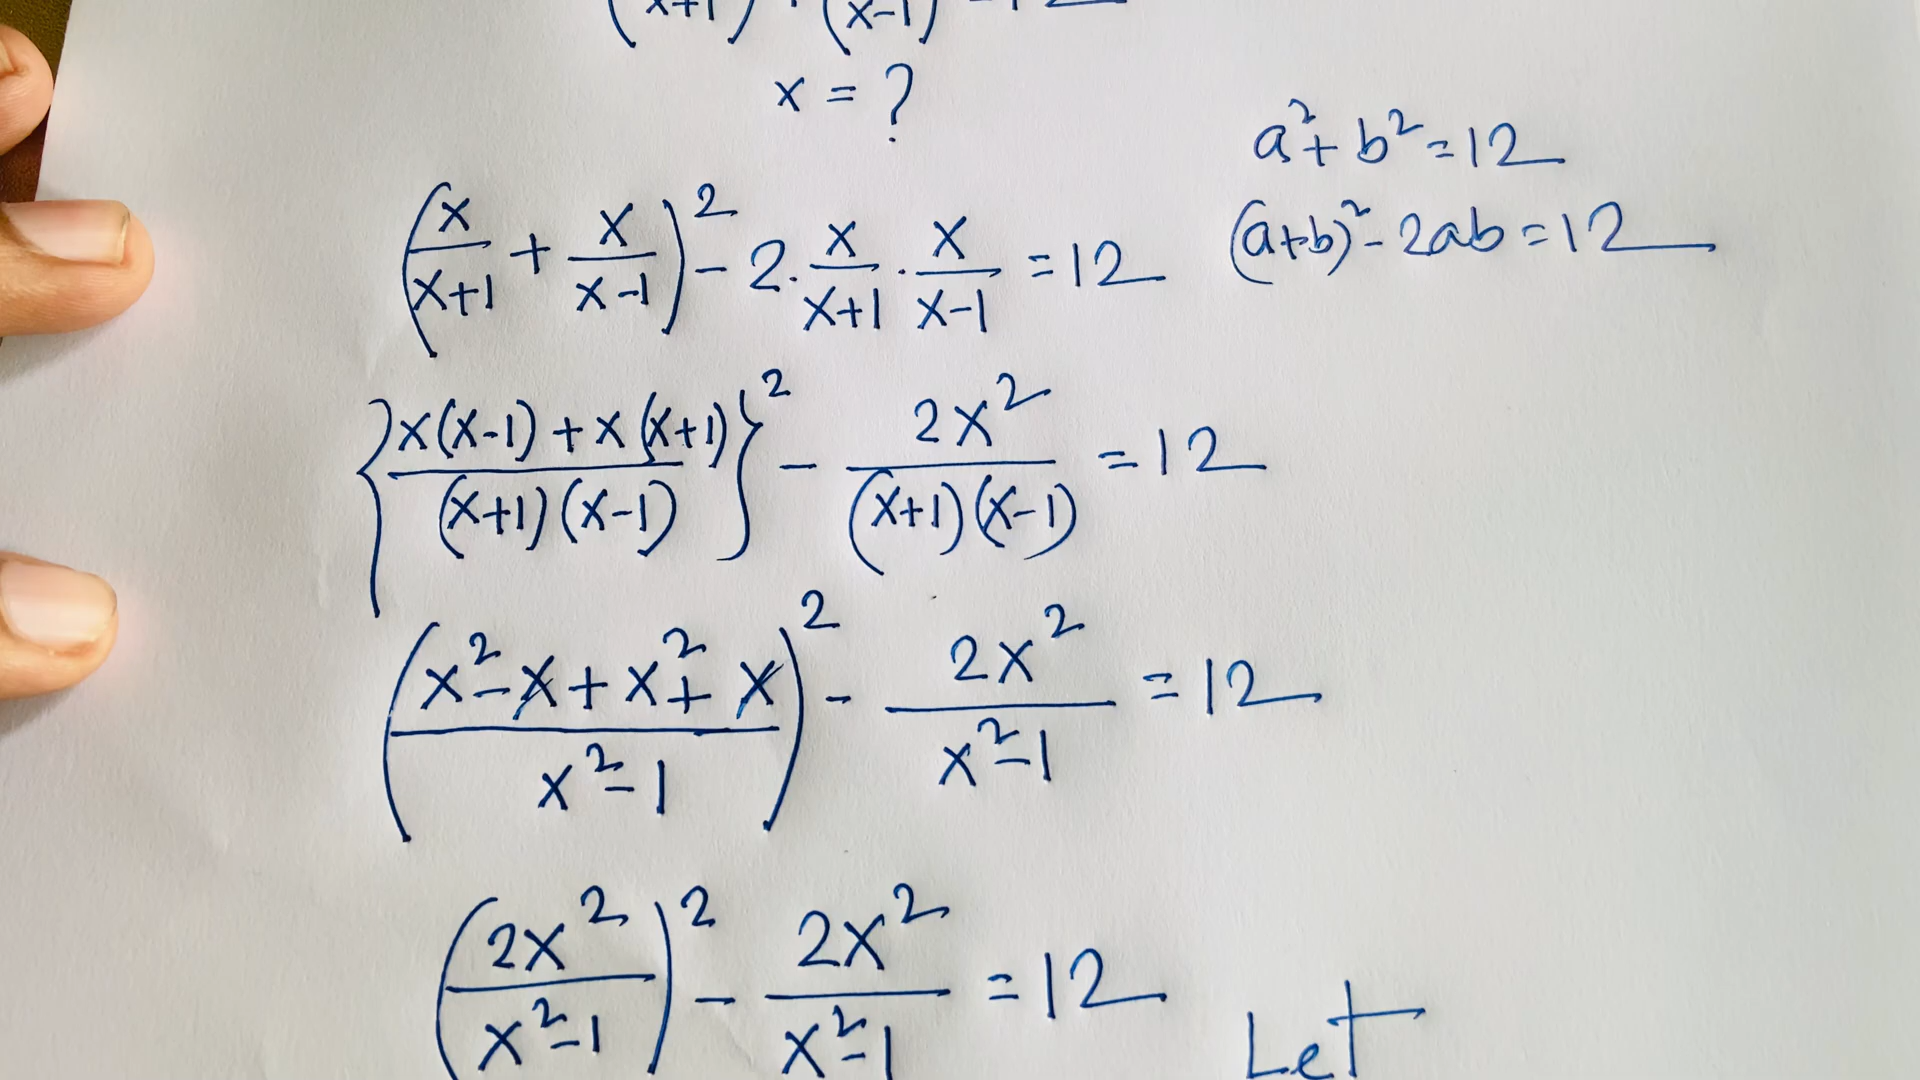 (x+1) (x-1)
x = ?
a² + b² = 12
(x/(x+1) + x/(x-1))² - 2 · x/(x+1) · x/(x-1) = 12
(a+b)² - 2ab = 12
{(x(x-1) + x(x+1))/((x+1)(x-1))}² - 2x²/((x+1)(x-1)) = 12
((x² - x + x² + x)/(x² - 1))² - 2x²/(x² - 1) = 12
(2x²/(x² - 1))² - 2x²/(x² - 1) = 12
Let